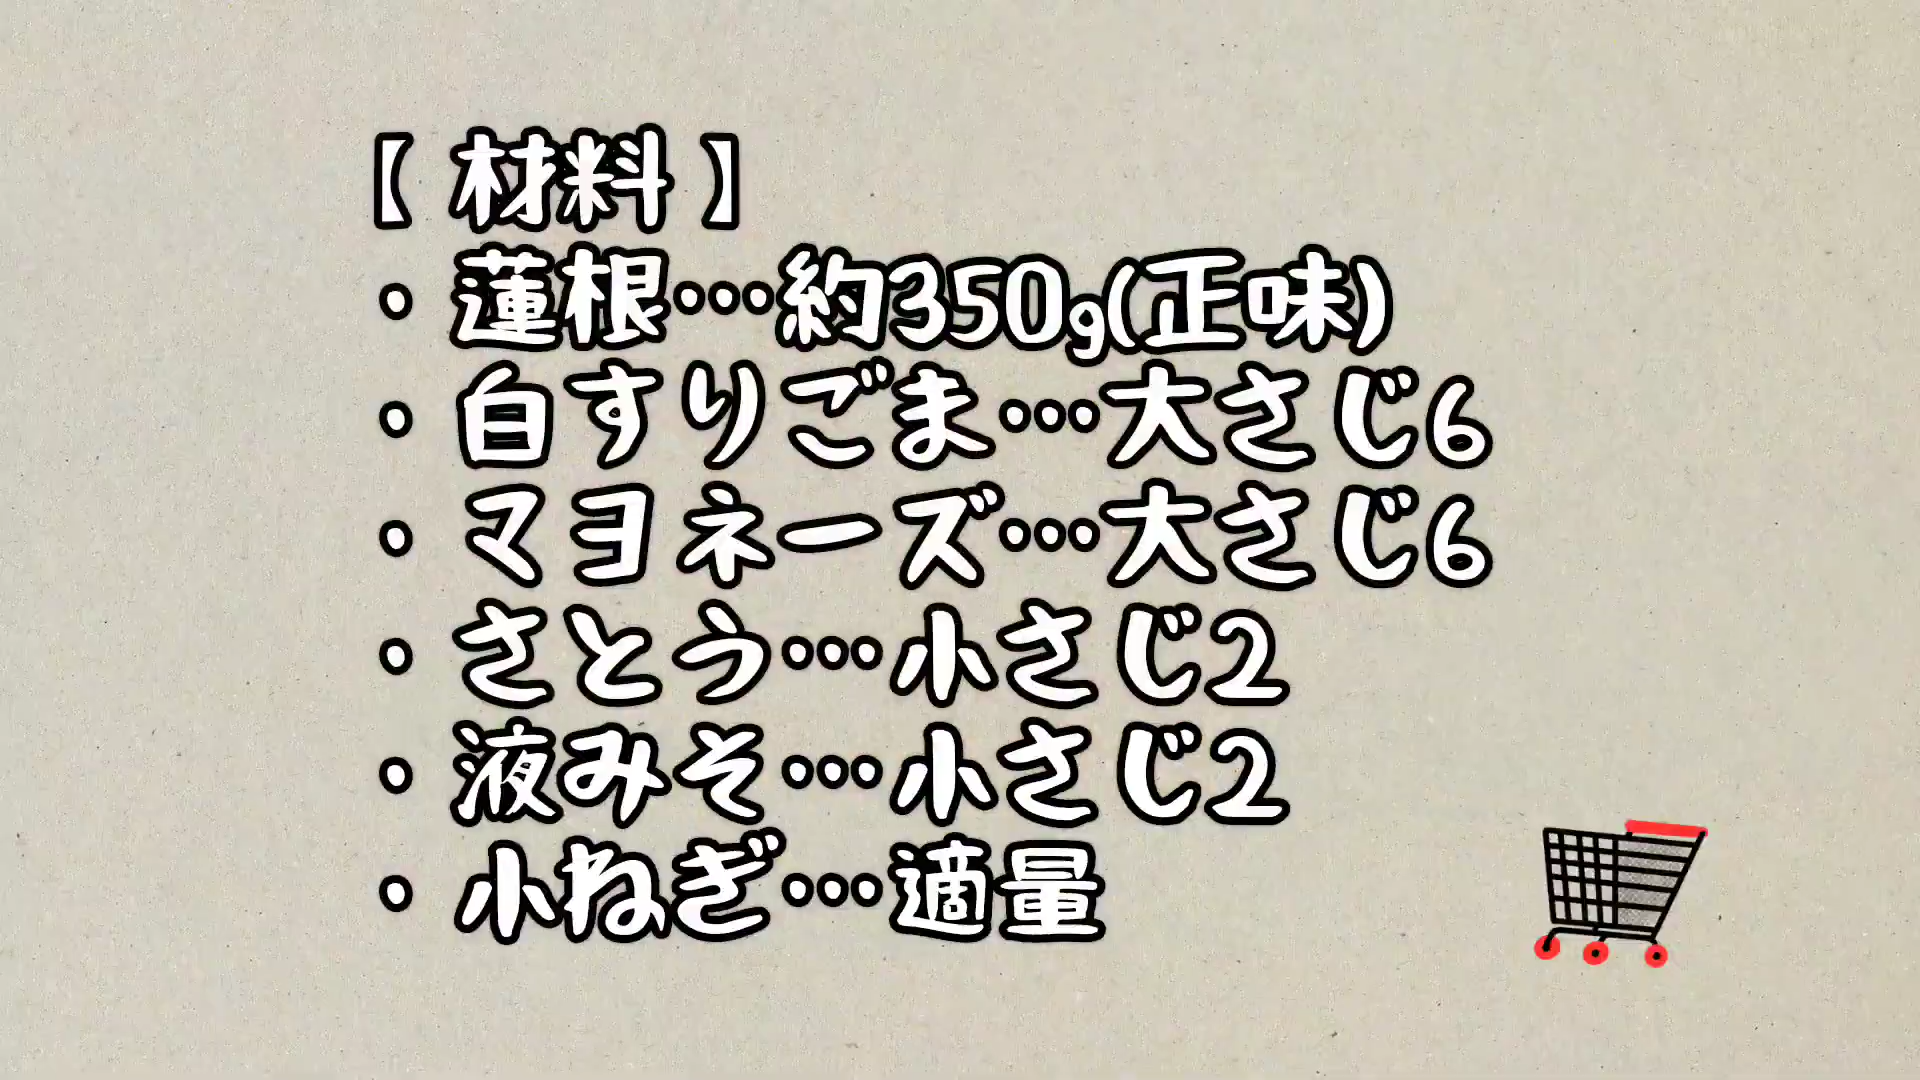 【 材料 】
・ 蓮根…約350g(正味)
・ 白すりごま…大さじ6
・ マヨネーズ…大さじ6
・ さとう…小さじ2
・ 液みそ…小さじ2
・ 小ねぎ…適量